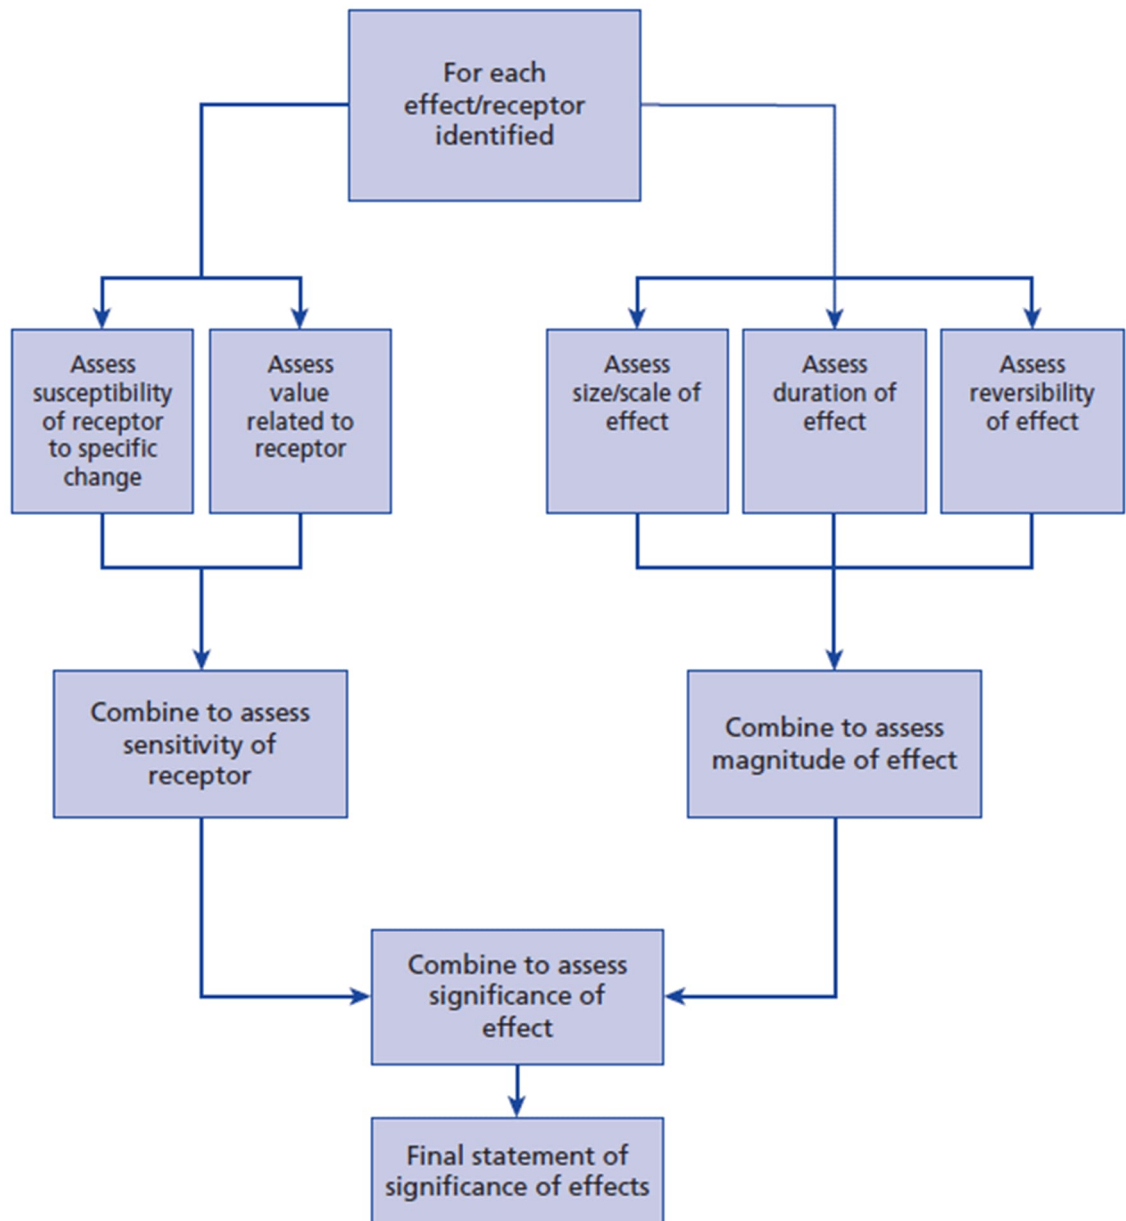 For each
effect/receptor
identified
Assess
susceptibility
of receptor
to specific
change
Assess
value
related to
receptor
Assess
size/scale of
effect
Assess
duration of
effect
Assess
reversibility
of effect
Combine to assess
sensitivity of
receptor
Combine to assess
magnitude of effect
Combine to assess
significance of
effect
Final statement of
significance of effects